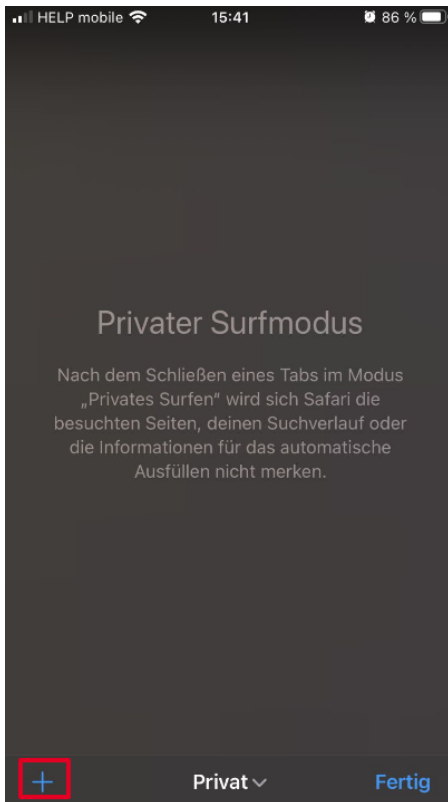 HELP mobile 15:41 86 %
Privater Surfmodus
Nach dem Schließen eines Tabs im Modus
„Privates Surfen“ wird sich Safari die
besuchten Seiten, deinen Suchverlauf oder
die Informationen für das automatische
Ausfüllen nicht merken.
Privat Fertig